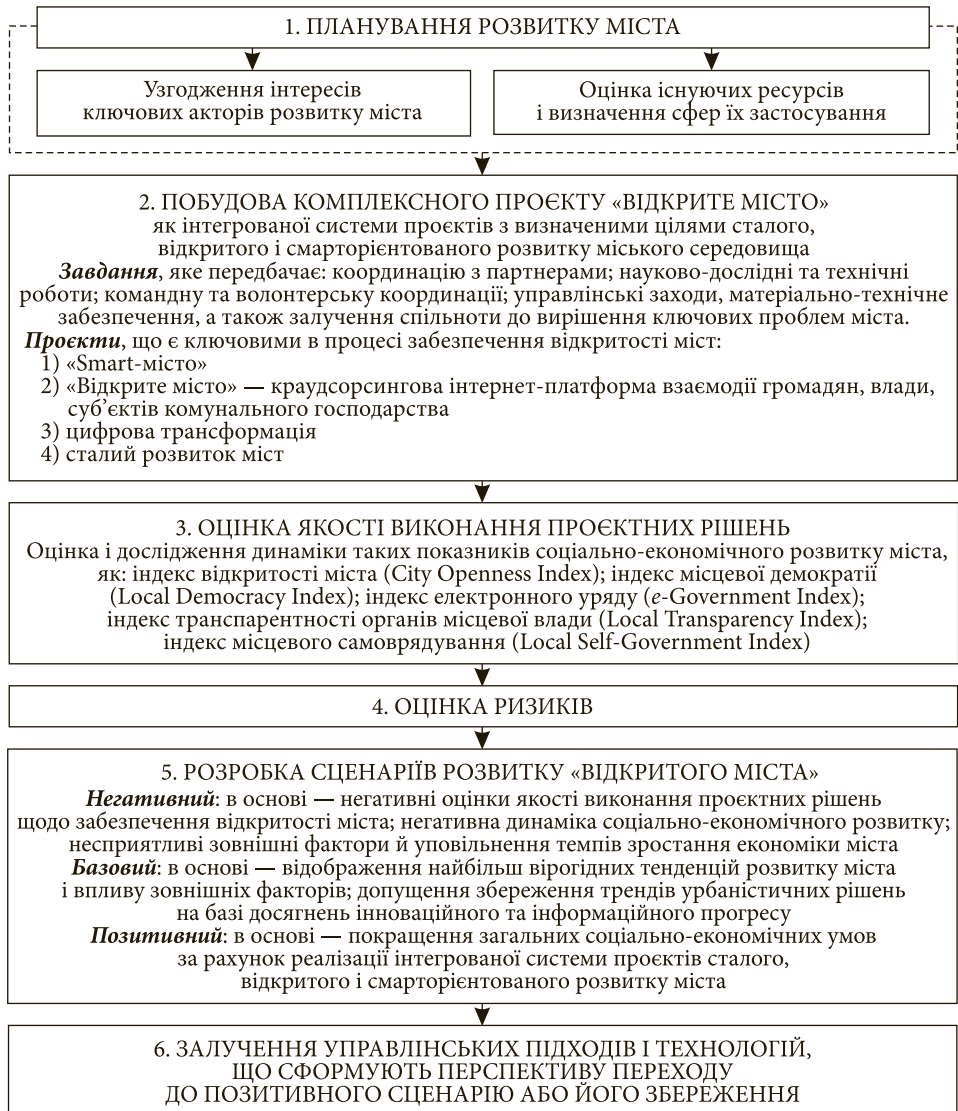 1. ПЛАНУВАННЯ РОЗВИТКУ МІСТА
Узгодження інтересів
ключових акторів розвитку міста
Оцінка існуючих ресурсів
і визначення сфер їх застосування
2. ПОБУДОВА КОМПЛЕКСНОГО ПРОЄКТУ «ВІДКРИТЕ МІСТО»
як інтегрованої системи проєктів з визначеними цілями сталого,
відкритого і смарторієнтованого розвитку міського середовища
Завдання, яке передбачає: координацію з партнерами; науково-дослідні та технічні
роботи; командну та волонтерську координації; управлінські заходи, матеріально-технічне
забезпечення, а також залучення спільноти до вирішення ключових проблем міста.
Проєкти, що є ключовими в процесі забезпечення відкритості міст:
1) «Smart-місто»
2) «Відкрите місто» — краудсорсингова інтернет-платформа взаємодії громадян, влади,
суб’єктів комунального господарства
3) цифрова трансформація
4) сталий розвиток міст
3. ОЦІНКА ЯКОСТІ ВИКОНАННЯ ПРОЄКТНИХ РІШЕНЬ
Оцінка і дослідження динаміки таких показників соціально-економічного розвитку міста,
як: індекс відкритості міста (City Openness Index); індекс місцевої демократії
(Local Democracy Index); індекс електронного уряду (e-Government Index);
індекс транспарентності органів місцевої влади (Local Transparency Index);
індекс місцевого самоврядування (Local Self-Government Index)
4. ОЦІНКА РИЗИКІВ
5. РОЗРОБКА СЦЕНАРІЇВ РОЗВИТКУ «ВІДКРИТОГО МІСТА»
Негативний: в основі — негативні оцінки якості виконання проєктних рішень
щодо забезпечення відкритості міста; негативна динаміка соціально-економічного розвитку;
несприятливі зовнішні фактори й уповільнення темпів зростання економіки міста
Базовий: в основі — відображення найбільш вірогідних тенденцій розвитку міста
і впливу зовнішніх факторів; допущення збереження трендів урбаністичних рішень
на базі досягнень інноваційного та інформаційного прогресу
Позитивний: в основі — покращення загальних соціально-економічних умов
за рахунок реалізації інтегрованої системи проєктів сталого,
відкритого і смарторієнтованого розвитку міста
6. ЗАЛУЧЕННЯ УПРАВЛІНСЬКИХ ПІДХОДІВ І ТЕХНОЛОГІЙ,
ЩО СФОРМУЮТЬ ПЕРСПЕКТИВУ ПЕРЕХОДУ
ДО ПОЗИТИВНОГО СЦЕНАРІЮ АБО ЙОГО ЗБЕРЕЖЕННЯ